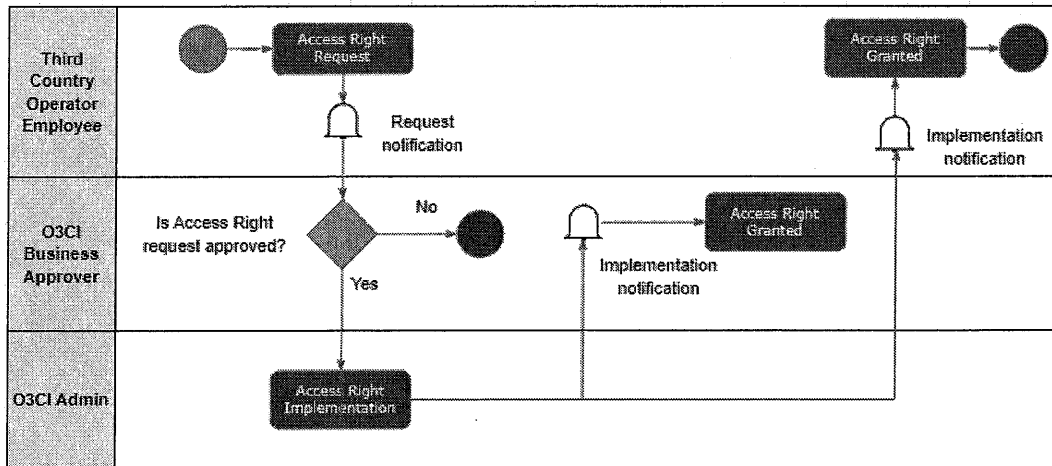 Third
Country
Operator
Employee
Access Right
Request
Request
notification
Access Right
Granted
Implementation
notification
O3CI
Business
Approver
Is Access Right
request approved?
No
Yes
Access Right
Granted
Implementation
notification
O3CI Admin
Access Right
Implementation